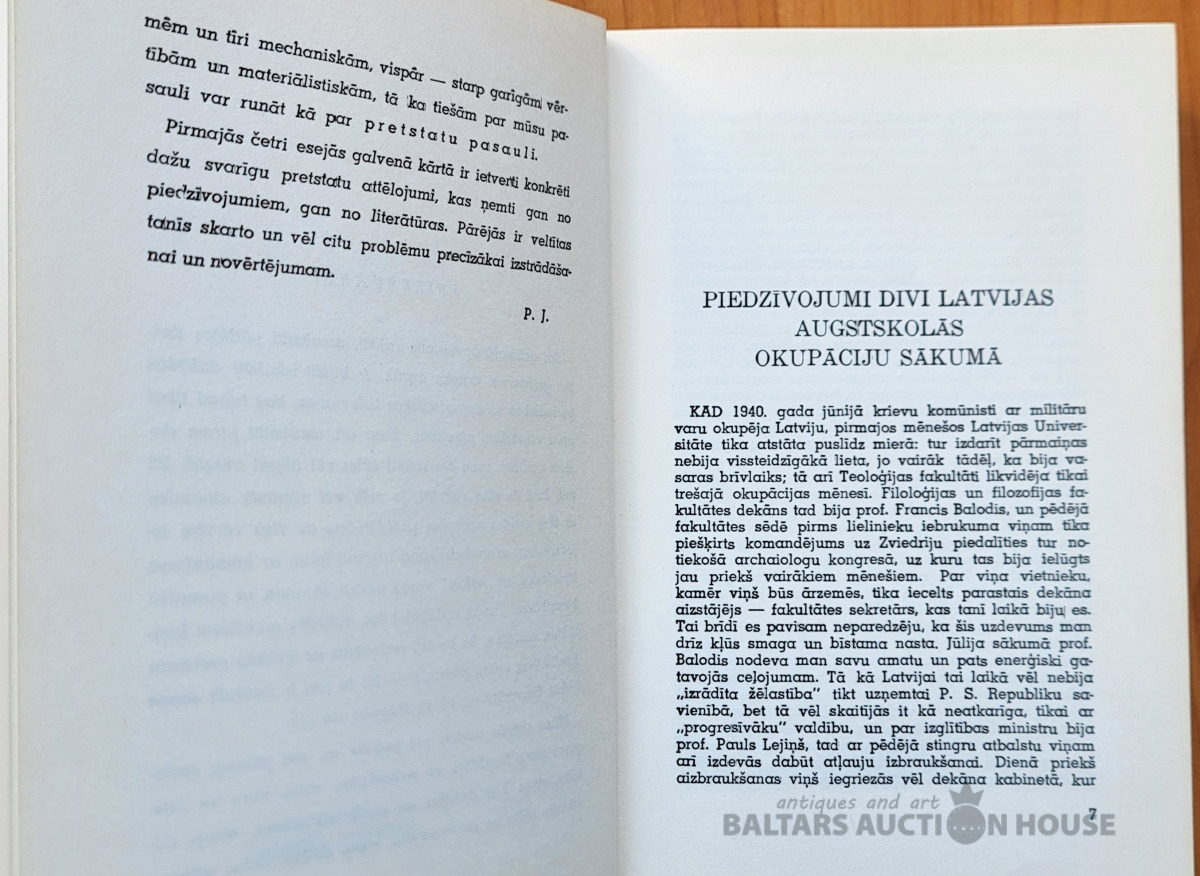 mēm un tīri mechaniskām, vispār — starp garīgām vēr-
tībām un materiālistiskām, tā ka tiešām par mūsu pa-
sauli var runāt kā par pretstatu pasauli.
Pirmajās četri esejās galvenā kārtā ir ietverti konkrēti
dažu svarīgu pretstatu attēlojumi, kas ņemti gan no
piedzīvojumiem, gan no literātūras. Pārējās ir veltītas
tanīs skarto un vēl citu problēmu precīzākai izstrādāša-
nai un novērtējumam.
P. J.
PIEDZĪVOJUMI DIVI LATVIJAS
AUGSTSKOLĀS
OKUPĀCIJU SĀKUMĀ
KAD 1940. gada jūnijā krievu komūnisti ar militāru
varu okupēja Latviju, pirmajos mēnešos Latvijas Univer-
sitāte tika atstāta puslīdz mierā: tur izdarīt pārmaiņas
nebija vissteidzīgākā lieta, jo vairāk tādēļ, ka bija va-
saras brīvlaiks; tā arī Teoloģijas fakultāti likvidēja tikai
trešajā okupācijas mēnesī. Filoloģijas un filozofijas fa-
kultātes dekāns tad bija prof. Francis Balodis, un pēdējā
fakultātes sēdē pirms lielinieku iebrukuma viņam tika
piešķirts komandējums uz Zviedriju piedalīties tur no-
tiekošā archaiologu kongresā, uz kuru tas bija ielūgts
jau priekš vairākiem mēnešiem. Par viņa vietnieku,
kamēr viņš būs ārzemēs, tika iecelts parastais dekāna
aizstājējs — fakultātes sekretārs, kas tanī laikā biju es.
Tai brīdī es pavisam neparedzēju, ka šis uzdevums man
drīz kļūs smaga un bīstama nasta. Jūlija sākumā prof.
Balodis nodeva man savu amatu un pats enerģiski ga-
tavojās ceļojumam. Tā kā Latvijai tai laikā vēl nebija
„izrādīta žēlastība" tikt uzņemtai P. S. Republiku sa-
vienībā, bet tā vēl skaitījās it kā neatkarīga, tikai ar
„progresīvāku" valdību, un par izglītības ministru bija
prof. Pauls Lejiņš, tad ar pēdējā stingru atbalstu viņam
arī izdevās dabūt atļauju izbraukšanai. Dienā priekš
aizbraukšanas viņš iegriezās vēl dekāna kabinetā, kur
7
antiques and art
BALTARS AUCTION HOUSE